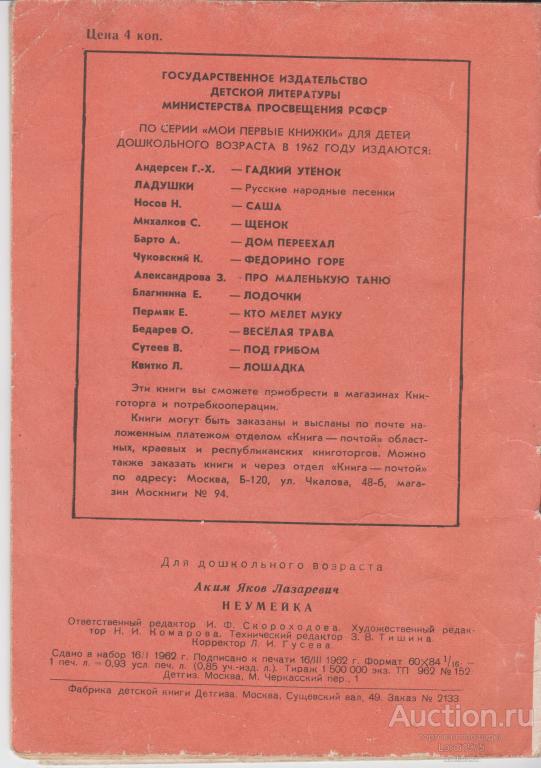 Цена 4 коп.
ГОСУДАРСТВЕННОЕ ИЗДАТЕЛЬСТВО
ДЕТСКОЙ ЛИТЕРАТУРЫ
МИНИСТЕРСТВА ПРОСВЕЩЕНИЯ РСФСР
ПО СЕРИИ «МОИ ПЕРВЫЕ КНИЖКИ» ДЛЯ ДЕТЕЙ
ДОШКОЛЬНОГО ВОЗРАСТА В 1962 ГОДУ ИЗДАЮТСЯ:
Андерсен Г.-Х. — ГАДКИЙ УТЁНОК
ЛАДУШКИ — Русские народные песенки
Носов Н. — САША
Михалков С. — ЩЕНОК
Барто А. — ДОМ ПЕРЕЕХАЛ
Чуковский К. — ФЕДОРИНО ГОРЕ
Александрова З. — ПРО МАЛЕНЬКУЮ ТАНЮ
Благинина Е. — ЛОДОЧКИ
Пермяк Е. — КТО МЕЛЕТ МУКУ
Бедарев О. — ВЕСЁЛАЯ ТРАВА
Сутеев В. — ПОД ГРИБОМ
Квитко Л. — ЛОШАДКА
Эти книги вы сможете приобрести в магазинах Кни-
готорга и потребкооперации.
Книги могут быть заказаны и высланы по почте на-
ложенным платежом отделом «Книга — почтой» област-
ных, краевых и республиканских книготоргов. Можно
также заказать книги и через отдел «Книга — почтой»
по адресу: Москва, Б-120, ул. Чкалова, 48-б, мага-
зин Москниги № 94.
Для дошкольного возраста
Аким Яков Лазаревич
НЕУМЕЙКА
Ответственный редактор И. Ф. Скороходова. Художественный редак-
тор Н. И. Комарова. Технический редактор З. В. Тишина.
Корректор Л. И. Гусева.
Сдано в набор 16/I 1962 г. Подписано к печати 16/III 1962 г. Формат 60Х84 1/16. —
1 печ. л. = 0,93 усл. печ. л. (0,85 уч.-изд. л.). Тираж 1 500 000 экз. ТП 962 № 152
Детгиз. Москва, М. Черкасский пер., 1
Фабрика детской книги Детгиза. Москва, Сущевский вал, 49. Заказ № 2133
Auction.ru